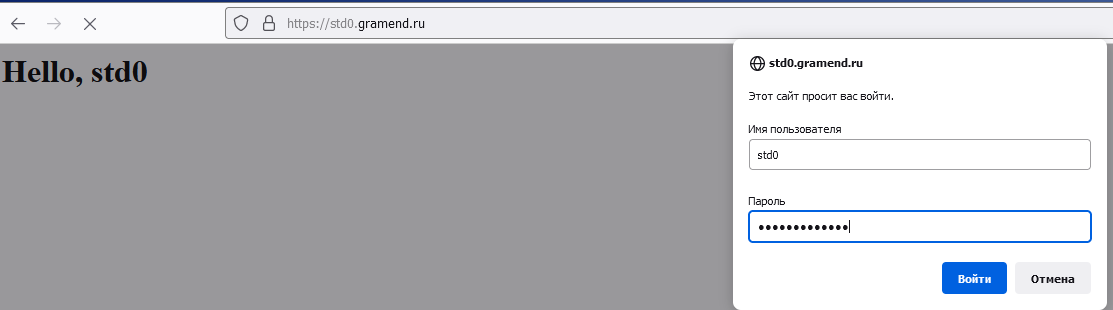 https://std0.gramend.ru
Hello, std0
std0.gramend.ru
Этот сайт просит вас войти.
Имя пользователя
std0
Пароль
•••••••••••••
Войти
Отмена